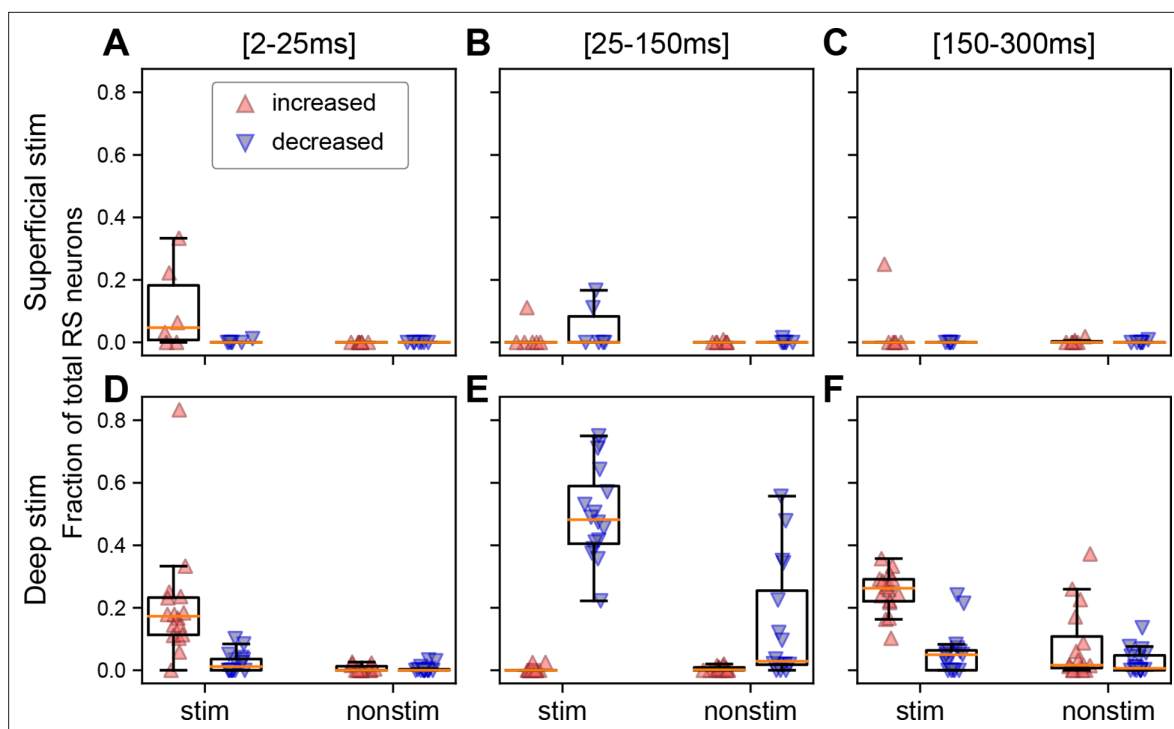 A [2-25ms] B [25-150ms] C [150-300ms]
Superficial stim
Deep stim
Fraction of total RS neurons
0.8
0.6
0.4
0.2
0.0
increased
decreased
D E F
0.8
0.6
0.4
0.2
0.0
stim nonstim stim nonstim stim nonstim